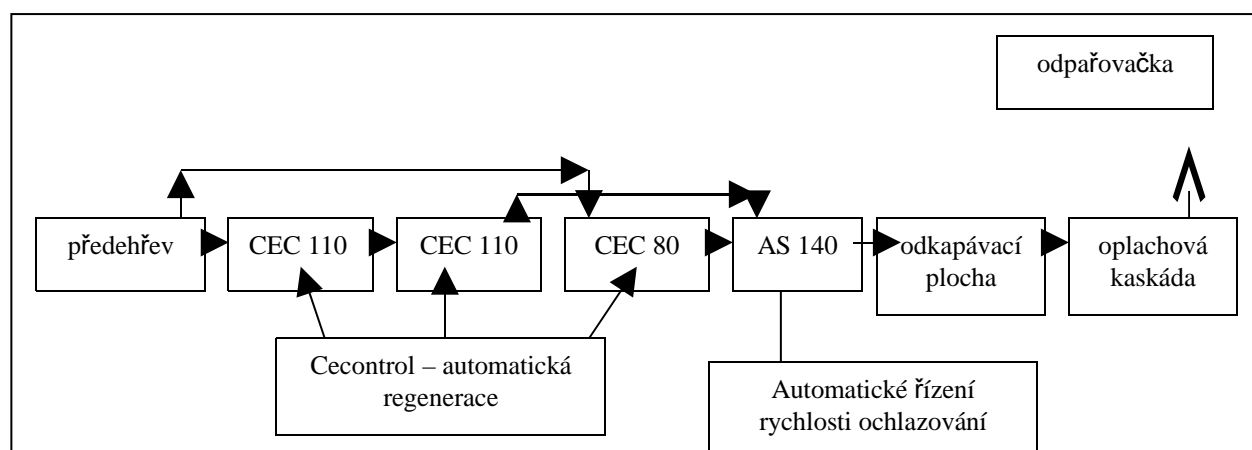 odpařovačka
předehřev
CEC 110
CEC 110
CEC 80
AS 140
odkapávací
plocha
oplachová
kaskáda
Cecontrol – automatická
regenerace
Automatické řízení
rychlosti ochlazování